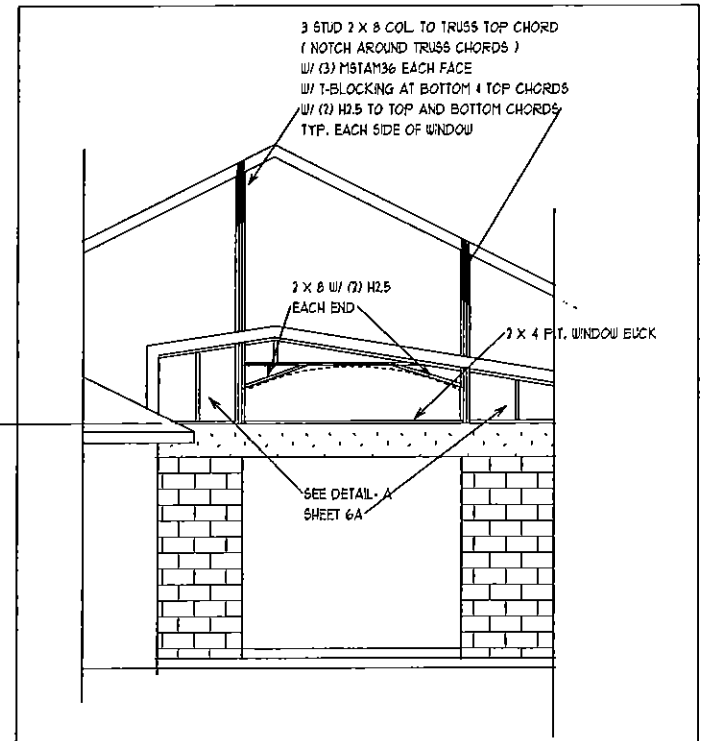 3 STUD 2 X 8 COL. TO TRUSS TOP CHORD
( NOTCH AROUND TRUSS CHORDS )
W/ (3) MSTAM36 EACH FACE
W/ T-BLOCKING AT BOTTOM & TOP CHORDS
W/ (2) H2.5 TO TOP AND BOTTOM CHORDS
TYP. EACH SIDE OF WINDOW
2 X 8 W/ (2) H2.5
EACH END
2 X 4 P.T. WINDOW BUCK
SEE DETAIL- A
SHEET 6A